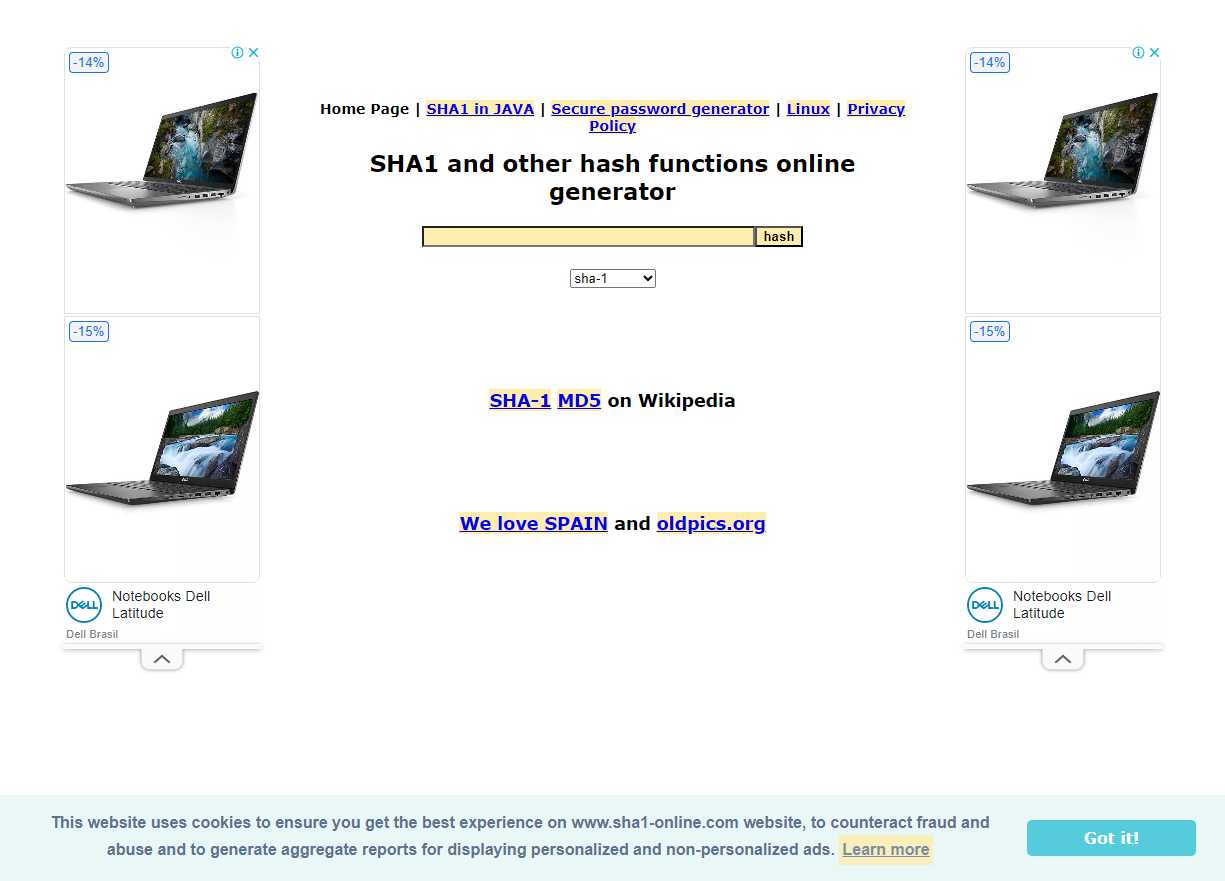 -14%
-14%
Home Page | SHA1 in JAVA | Secure password generator | Linux | Privacy
Policy
SHA1 and other hash functions online
generator
hash
sha-1
-15%
-15%
SHA-1 MD5 on Wikipedia
We love SPAIN and oldpics.org
DELL
Notebooks Dell
Latitude
Dell Brasil
DELL
Notebooks Dell
Latitude
Dell Brasil
This website uses cookies to ensure you get the best experience on www.sha1-online.com website, to counteract fraud and
abuse and to generate aggregate reports for displaying personalized and non-personalized ads. Learn more
Got it!